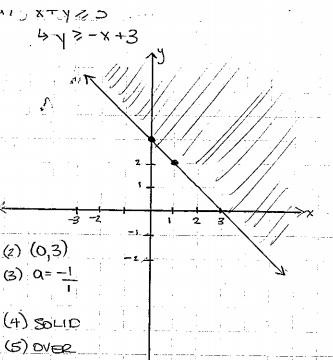 x+y ≥ 3
↳ y ≥ -x+3
y
2
1
-3 -2 1 2 3 x
-1
-2
(2) (0,3)
(3) a = -1/1
(4) SOLID
(5) OVER